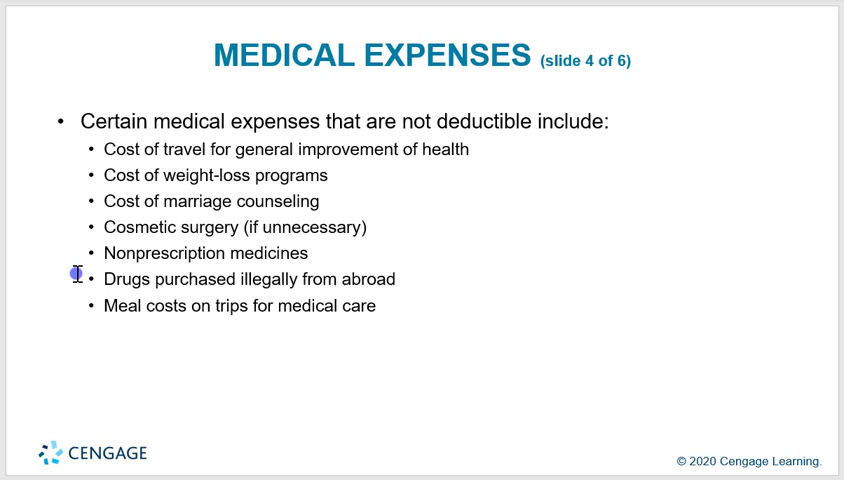 MEDICAL EXPENSES (slide 4 of 6)
• Certain medical expenses that are not deductible include:
• Cost of travel for general improvement of health
• Cost of weight-loss programs
• Cost of marriage counseling
• Cosmetic surgery (if unnecessary)
• Nonprescription medicines
• Drugs purchased illegally from abroad
• Meal costs on trips for medical care
CENGAGE
© 2020 Cengage Learning.